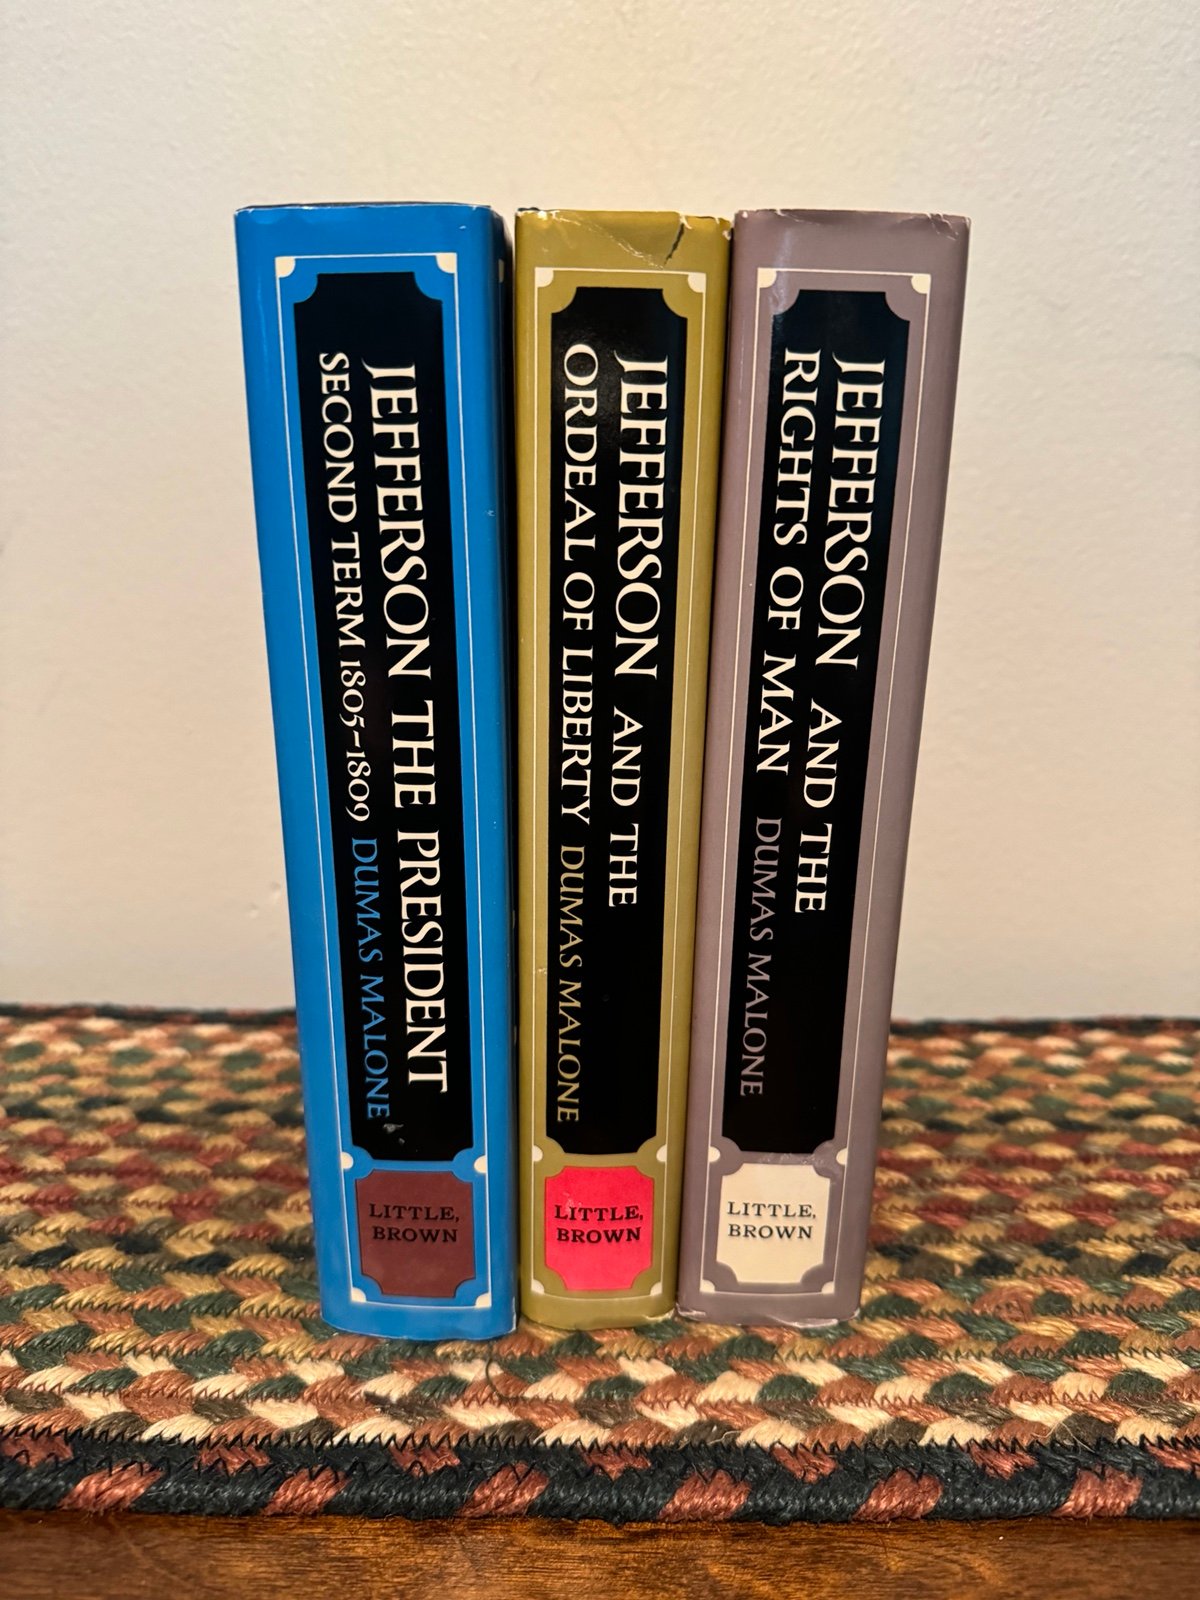 JEFFERSON THE PRESIDENT
SECOND TERM 1805–1809 DUMAS MALONE
LITTLE,
BROWN
JEFFERSON AND THE
ORDEAL OF LIBERTY DUMAS MALONE
LITTLE,
BROWN
JEFFERSON AND THE
RIGHTS OF MAN DUMAS MALONE
LITTLE,
BROWN